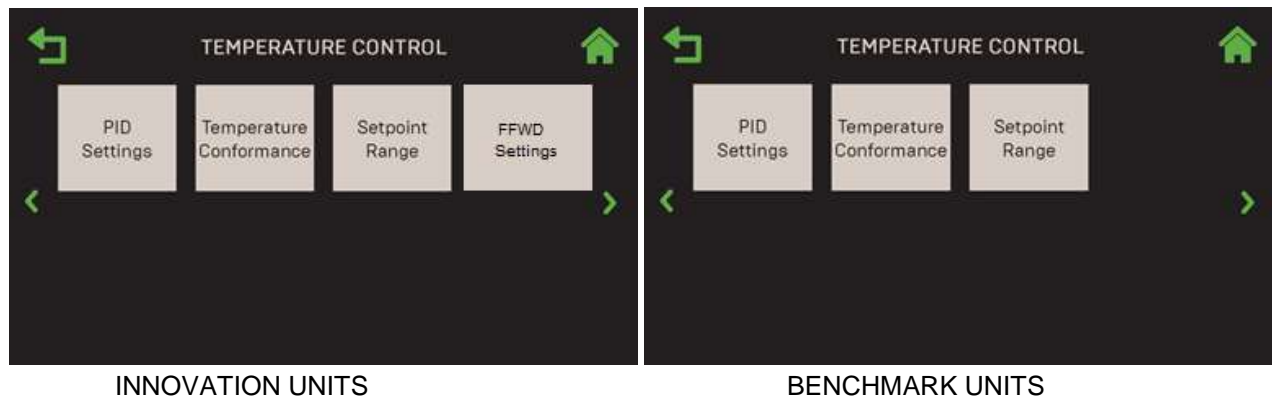 TEMPERATURE CONTROL
PID
Settings
Temperature
Conformance
Setpoint
Range
FFWD
Settings
TEMPERATURE CONTROL
PID
Settings
Temperature
Conformance
Setpoint
Range
INNOVATION UNITS
BENCHMARK UNITS